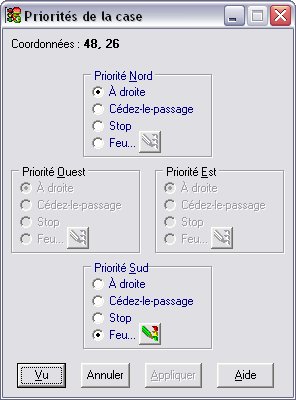 Priorités de la case
Coordonnées : 48, 26
Priorité Nord
À droite
Cédez-le-passage
Stop
Feu...
Priorité Ouest
À droite
Cédez-le-passage
Stop
Feu...
Priorité Est
À droite
Cédez-le-passage
Stop
Feu...
Priorité Sud
À droite
Cédez-le-passage
Stop
Feu...
Vu
Annuler
Appliquer
Aide